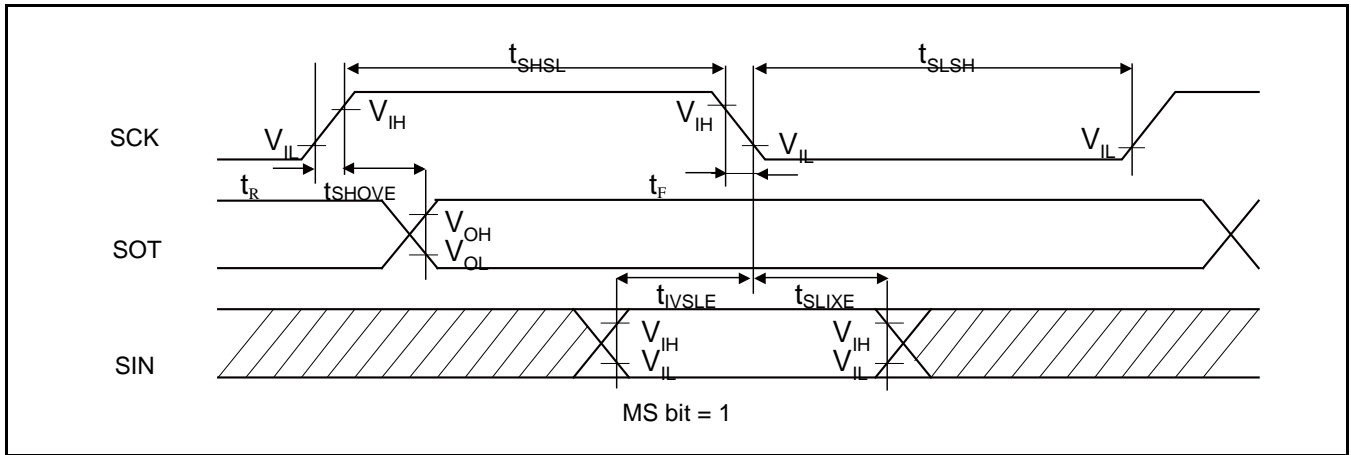 tSHSL
tSLSH
SCK
VIL
VIH
VIH
VIL
VIL
tR
tSHOVE
tF
SOT
VOH
VOL
tIVSLE
tSLIXE
SIN
VIH
VIL
VIH
VIL
MS bit = 1